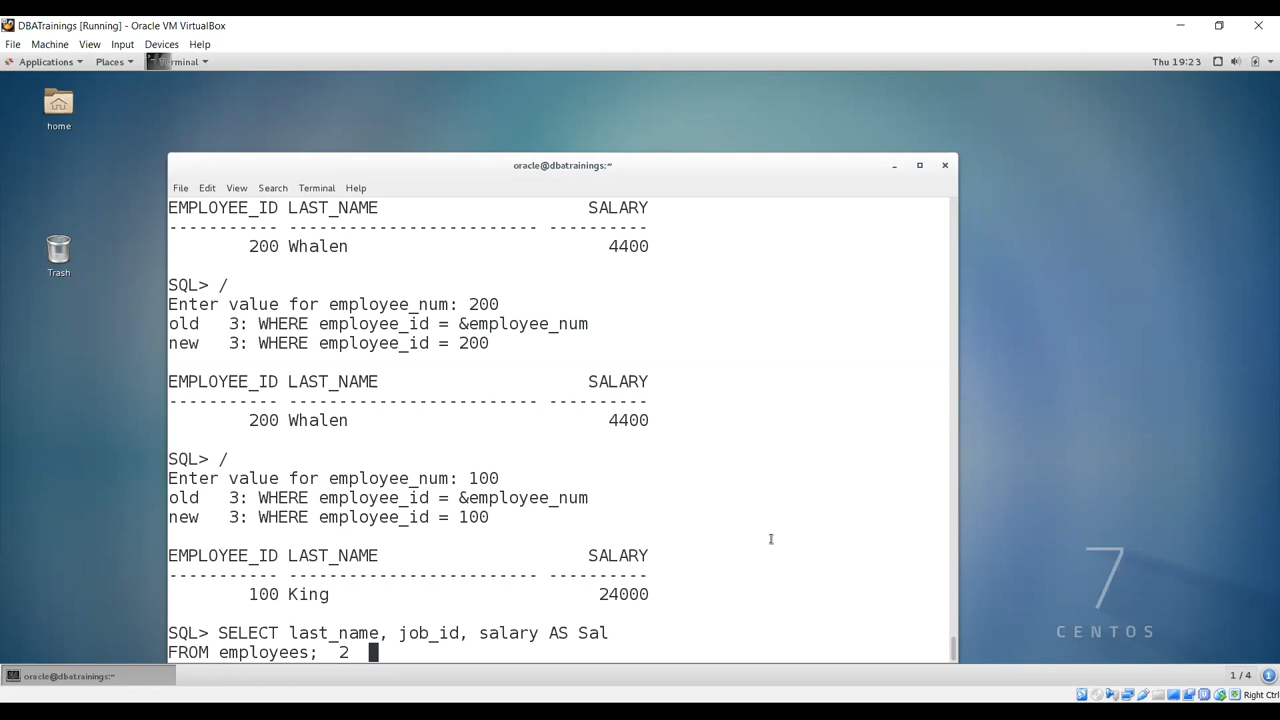 DBATrainings [Running] - Oracle VM VirtualBox
File Machine View Input Devices Help
Applications Places Terminal Thu 19:23
home
Trash
oracle@dbatrainings:~
File Edit View Search Terminal Help
EMPLOYEE_ID LAST_NAME SALARY
----------- ------------------------- ----------
200 Whalen 4400
SQL> /
Enter value for employee_num: 200
old 3: WHERE employee_id = &employee_num
new 3: WHERE employee_id = 200
EMPLOYEE_ID LAST_NAME SALARY
----------- ------------------------- ----------
200 Whalen 4400
SQL> /
Enter value for employee_num: 100
old 3: WHERE employee_id = &employee_num
new 3: WHERE employee_id = 100
EMPLOYEE_ID LAST_NAME SALARY
----------- ------------------------- ----------
100 King 24000
SQL> SELECT last_name, job_id, salary AS Sal
FROM employees; 2
7
CENTOS
oracle@dbatrainings:~ 1 / 4
Right Ctrl